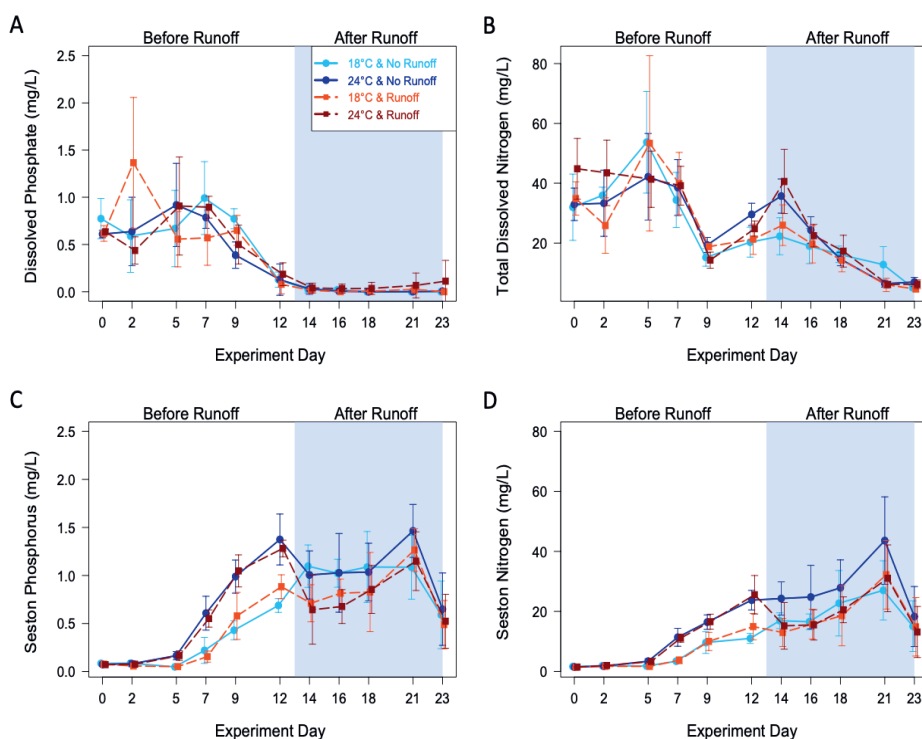 A
Before Runoff
After Runoff
18°C & No Runoff
24°C & No Runoff
18°C & Runoff
24°C & Runoff
Dissolved Phosphate (mg/L)
2.5
2.0
1.5
1.0
0.5
0.0
0 2 5 7 9 12 14 16 18 21 23
Experiment Day
B
Before Runoff
After Runoff
Total Dissolved Nitrogen (mg/L)
80
60
40
20
0 2 5 7 9 12 14 16 18 21 23
Experiment Day
C
Before Runoff
After Runoff
Seston Phosphorus (mg/L)
2.5
2.0
1.5
1.0
0.5
0.0
0 2 5 7 9 12 14 16 18 21 23
Experiment Day
D
Before Runoff
After Runoff
Seston Nitrogen (mg/L)
80
60
40
20
0
0 2 5 7 9 12 14 16 18 21 23
Experiment Day